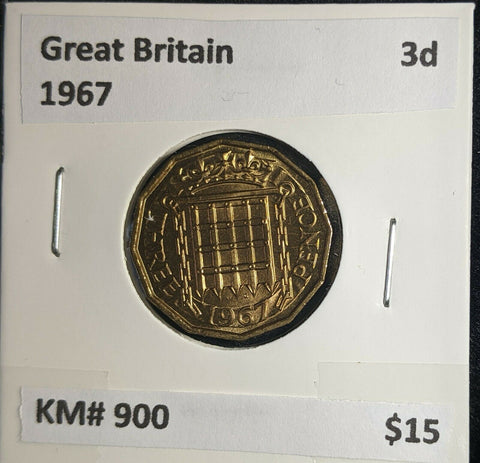 Great Britain 3d
1967
THREE PENCE
1967
KM# 900 $15